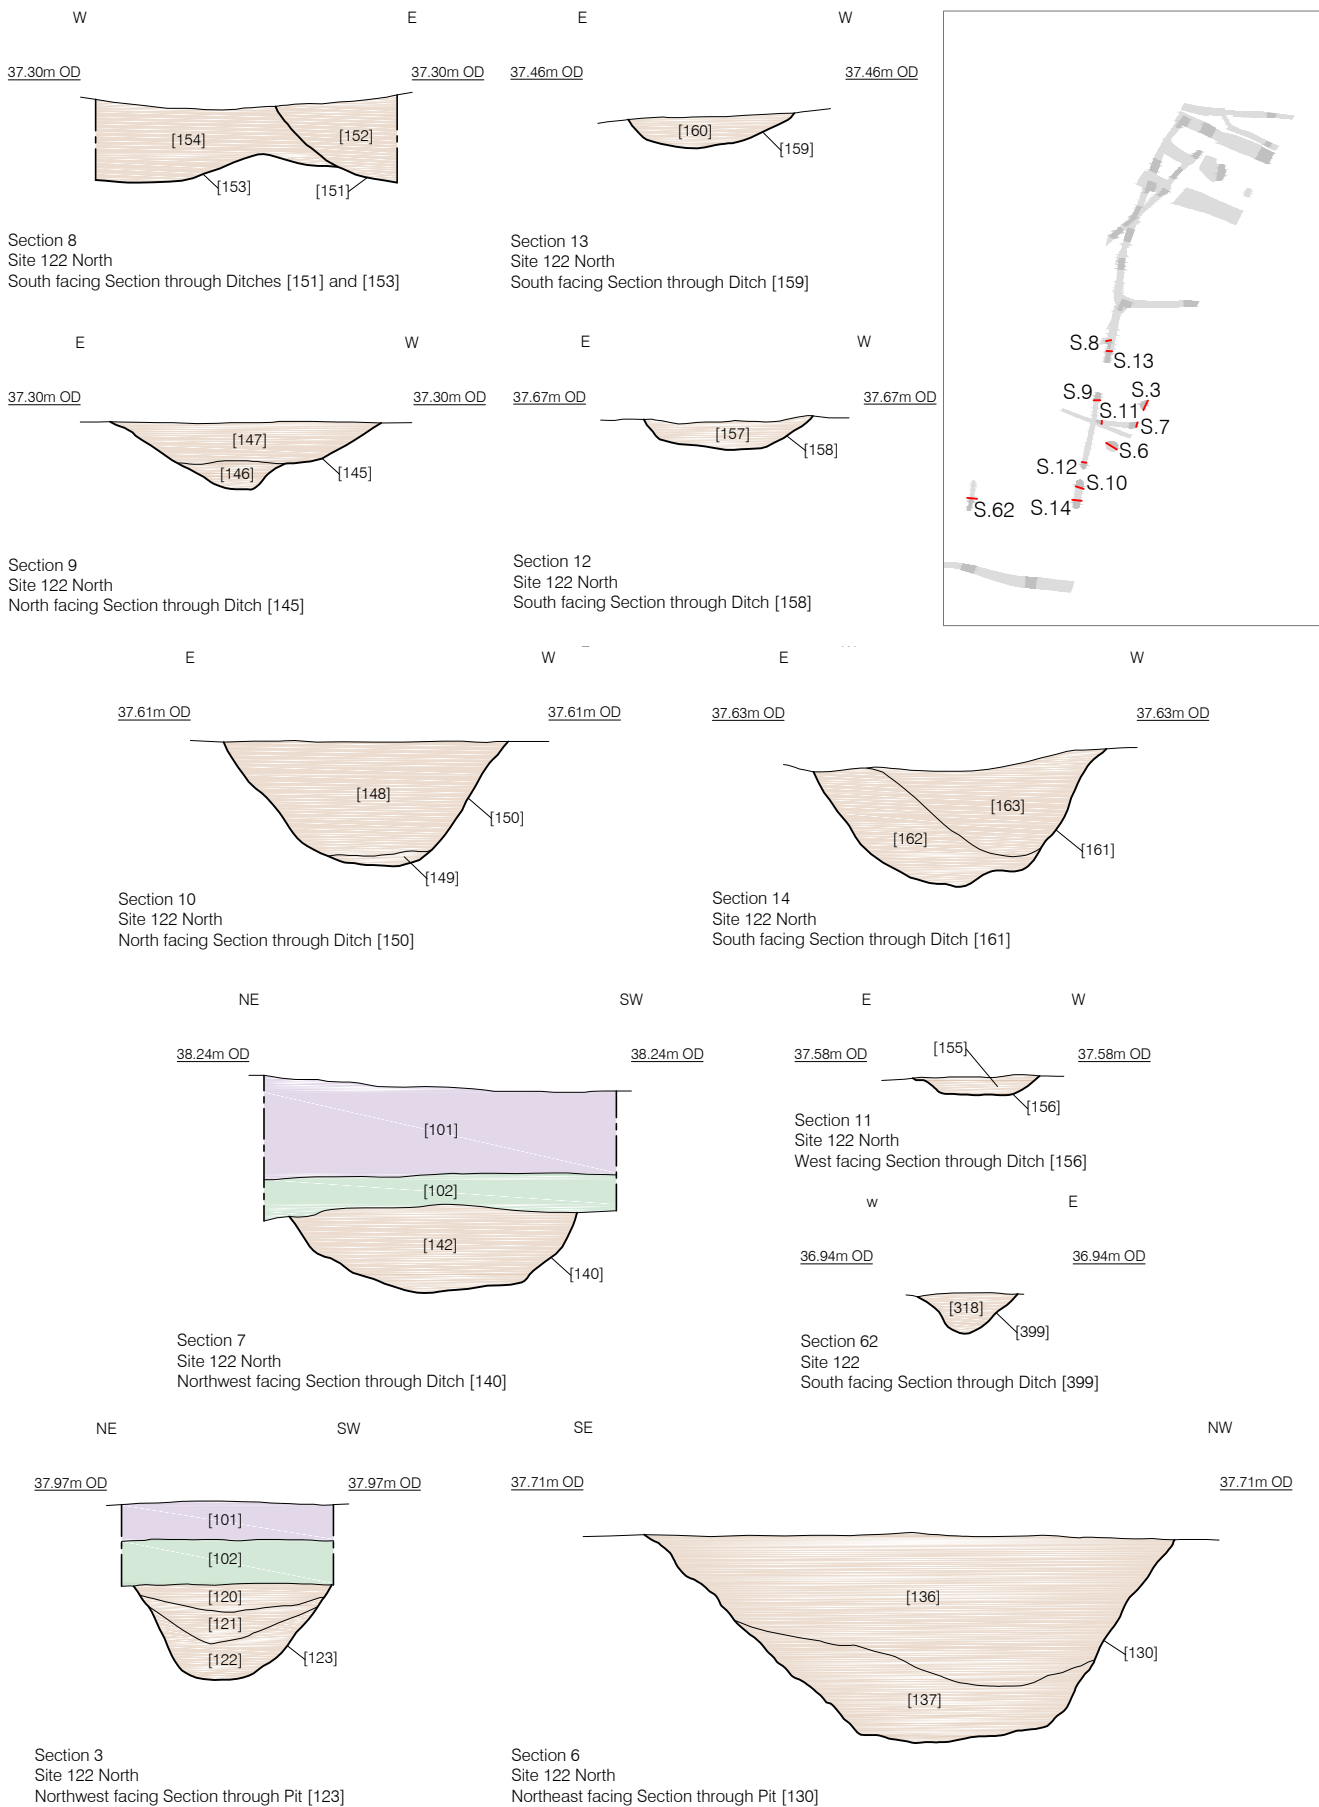 W E
37.30m OD 37.30m OD
[154] [152]
[153] [151]
Section 8
Site 122 North
South facing Section through Ditches [151] and [153]
E W
37.46m OD 37.46m OD
[160]
[159]
Section 13
Site 122 North
South facing Section through Ditch [159]
E W
37.30m OD 37.30m OD
[147]
[146] [145]
Section 9
Site 122 North
North facing Section through Ditch [145]
E W
37.67m OD 37.67m OD
[157]
[158]
Section 12
Site 122 North
South facing Section through Ditch [158]
S.8
S.13
S.9
S.3
S.11
S.7
S.6
S.12
S.10
S.62
S.14
E W
37.61m OD 37.61m OD
[148]
[150]
[149]
Section 10
Site 122 North
North facing Section through Ditch [150]
E W
37.63m OD 37.63m OD
[163]
[162]
[161]
Section 14
Site 122 North
South facing Section through Ditch [161]
NE SW
38.24m OD 38.24m OD
[101]
[102]
[142]
[140]
Section 7
Site 122 North
Northwest facing Section through Ditch [140]
E W
37.58m OD 37.58m OD
[155]
[156]
Section 11
Site 122 North
West facing Section through Ditch [156]
w E
36.94m OD 36.94m OD
[318]
[399]
Section 62
Site 122
South facing Section through Ditch [399]
NE SW
37.97m OD 37.97m OD
[101]
[102]
[120]
[121]
[122] [123]
Section 3
Site 122 North
Northwest facing Section through Pit [123]
SE NW
37.71m OD 37.71m OD
[136]
[130]
[137]
Section 6
Site 122 North
Northeast facing Section through Pit [130]